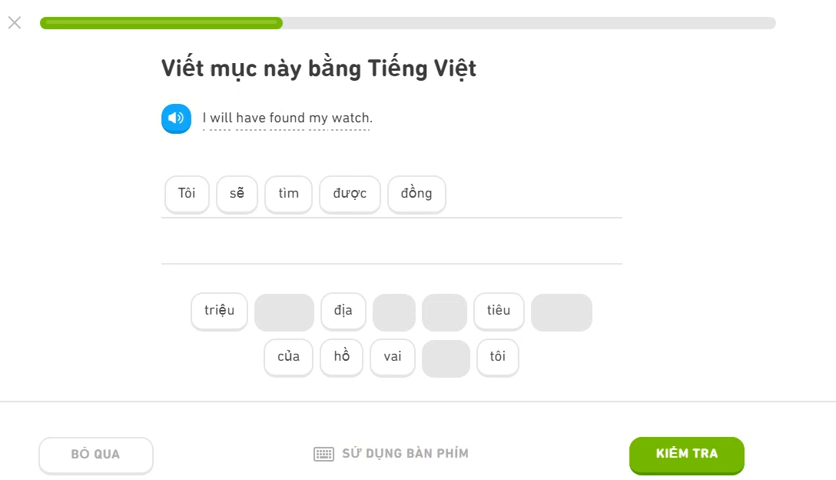 Viết mục này bằng Tiếng Việt
I will have found my watch.
Tôi sẽ tìm được đồng
triệu địa tiêu
của hồ vai tôi
BỎ QUA SỬ DỤNG BÀN PHÍM KIỂM TRA